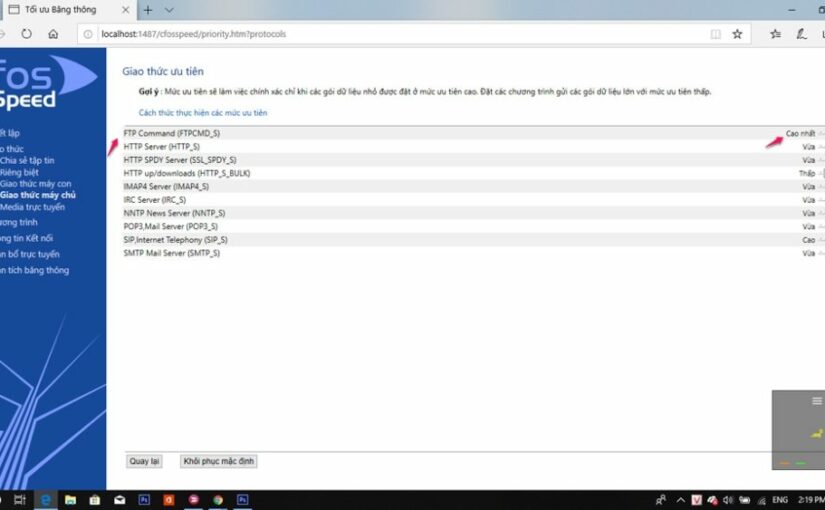 Tối ưu Băng thông
localhost:1487/cfosspeed/priority.htm?protocols
fos
Speed
Giao thức ưu tiên
Gợi ý : Mức ưu tiên sẽ làm việc chính xác chỉ khi các gói dữ liệu nhỏ được đặt ở mức ưu tiên cao. Đặt các chương trình gửi các gói dữ liệu lớn với mức ưu tiên thấp.
Cách thức thực hiện các mức ưu tiên
ết lập
ao thức
Chia sẻ tập tin
Riêng biệt
Giao thức máy con
Giao thức máy chủ
Media trực tuyến
ương trình
ông tin Kết nối
ân bổ trực tuyến
ân tích băng thông
FTP Command (FTPCMD_S) Cao nhất
HTTP Server (HTTP_S) Vừa
HTTP SPDY Server (SSL_SPDY_S) Vừa
HTTP up/downloads (HTTP_S_BULK) Thấp
IMAP4 Server (IMAP4_S) Vừa
IRC Server (IRC_S) Vừa
NNTP News Server (NNTP_S) Vừa
POP3,Mail Server (POP3_S) Vừa
SIP,Internet Telephony (SIP_S) Cao
SMTP Mail Server (SMTP_S) Vừa
Quay lại Khôi phục mặc định
ENG 2:19 PM